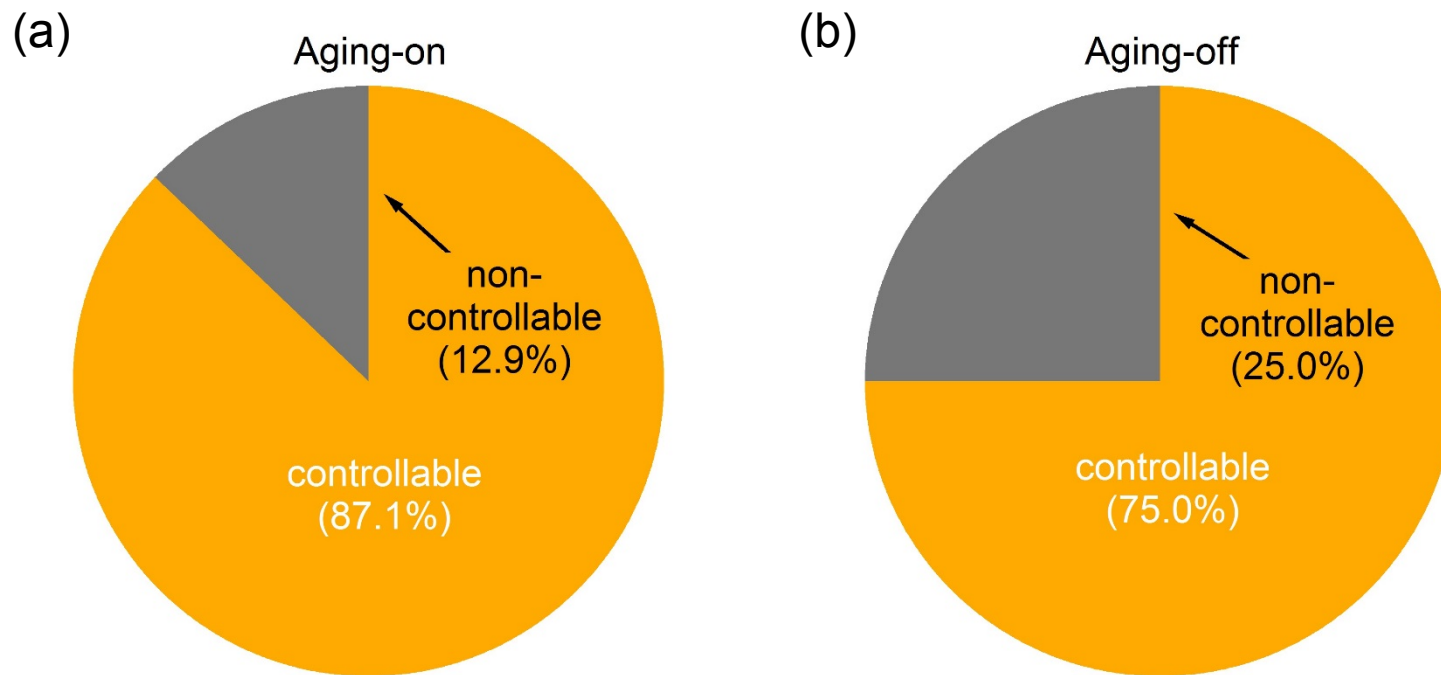 (a)
Aging-on
non-
controllable
(12.9%)
controllable
(87.1%)
(b)
Aging-off
non-
controllable
(25.0%)
controllable
(75.0%)